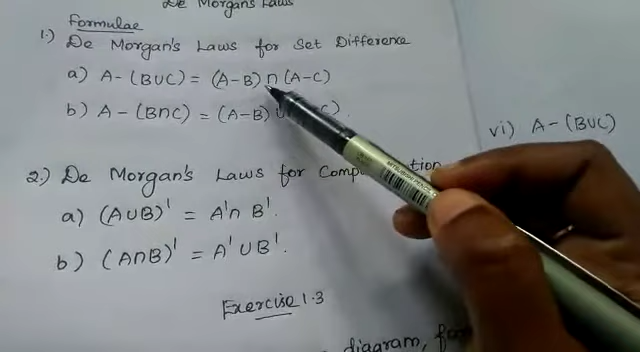 De Morgans Laws
Formulae
1.) De Morgan's Laws for Set Difference
a) A-(B∪C) = (A-B)∩(A-C)
b) A-(B∩C) = (A-B) C).
vi) A-(B∪C)
2.) De Morgan's Laws for
a) (A∪B)' = A'∩ B'.
b) (A∩B)' = A' ∪ B'.
Exercise 1.3
diagram,